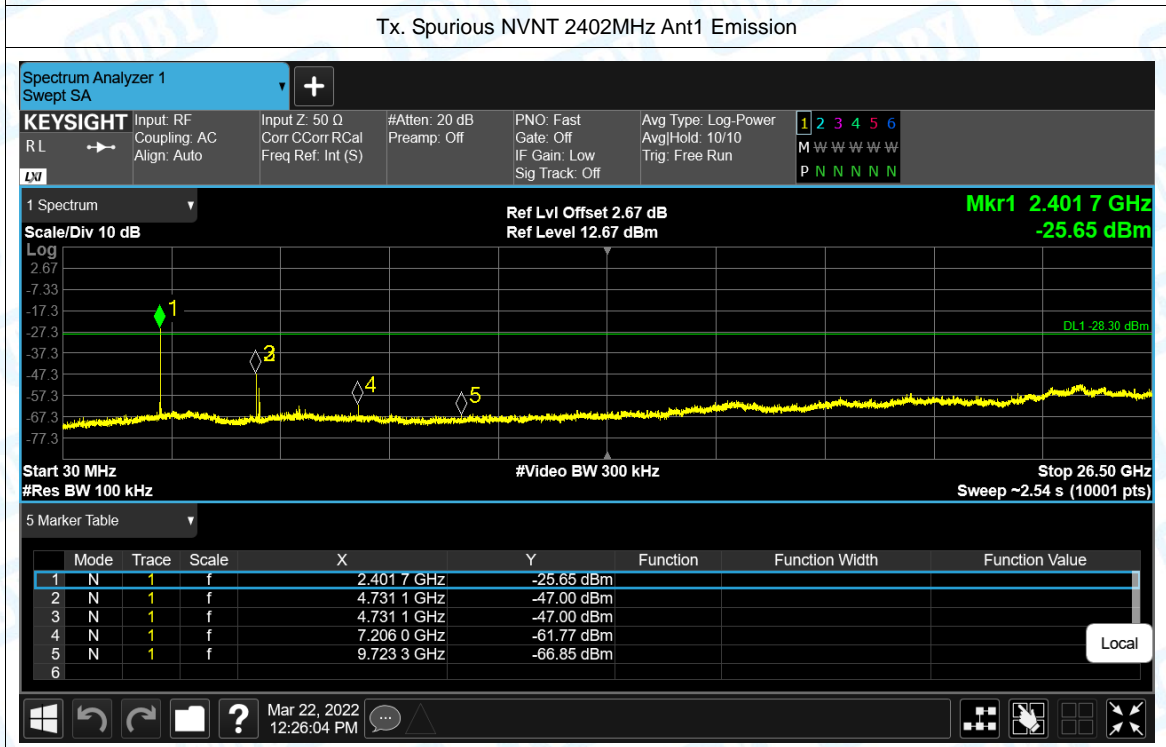 Tx. Spurious NVNT 2402MHz Ant1 Emission
Spectrum Analyzer 1
Swept SA
KEYSIGHT
R L
LXI
Input: RF
Coupling: AC
Align: Auto
Input Z: 50 Ω
Corr CCorr RCal
Freq Ref: Int (S)
#Atten: 20 dB
Preamp: Off
PNO: Fast
Gate: Off
IF Gain: Low
Sig Track: Off
Avg Type: Log-Power
Avg|Hold: 10/10
Trig: Free Run
1 2 3 4 5 6
M W W W W W
P N N N N N
1 Spectrum
Scale/Div 10 dB
Ref Lvl Offset 2.67 dB
Ref Level 12.67 dBm
Mkr1 2.401 7 GHz
-25.65 dBm
Log
2.67
-7.33
-17.3
-27.3
-37.3
-47.3
-57.3
-67.3
-77.3
1
3
4
5
DL1 -28.30 dBm
Start 30 MHz
#Video BW 300 kHz
Stop 26.50 GHz
#Res BW 100 kHz
Sweep ~2.54 s (10001 pts)
5 Marker Table
Mode Trace Scale X Y Function Function Width Function Value
1 N 1 f 2.401 7 GHz -25.65 dBm
2 N 1 f 4.731 1 GHz -47.00 dBm
3 N 1 f 4.731 1 GHz -47.00 dBm
4 N 1 f 7.206 0 GHz -61.77 dBm
5 N 1 f 9.723 3 GHz -66.85 dBm
6
Local
?
Mar 22, 2022
12:26:04 PM